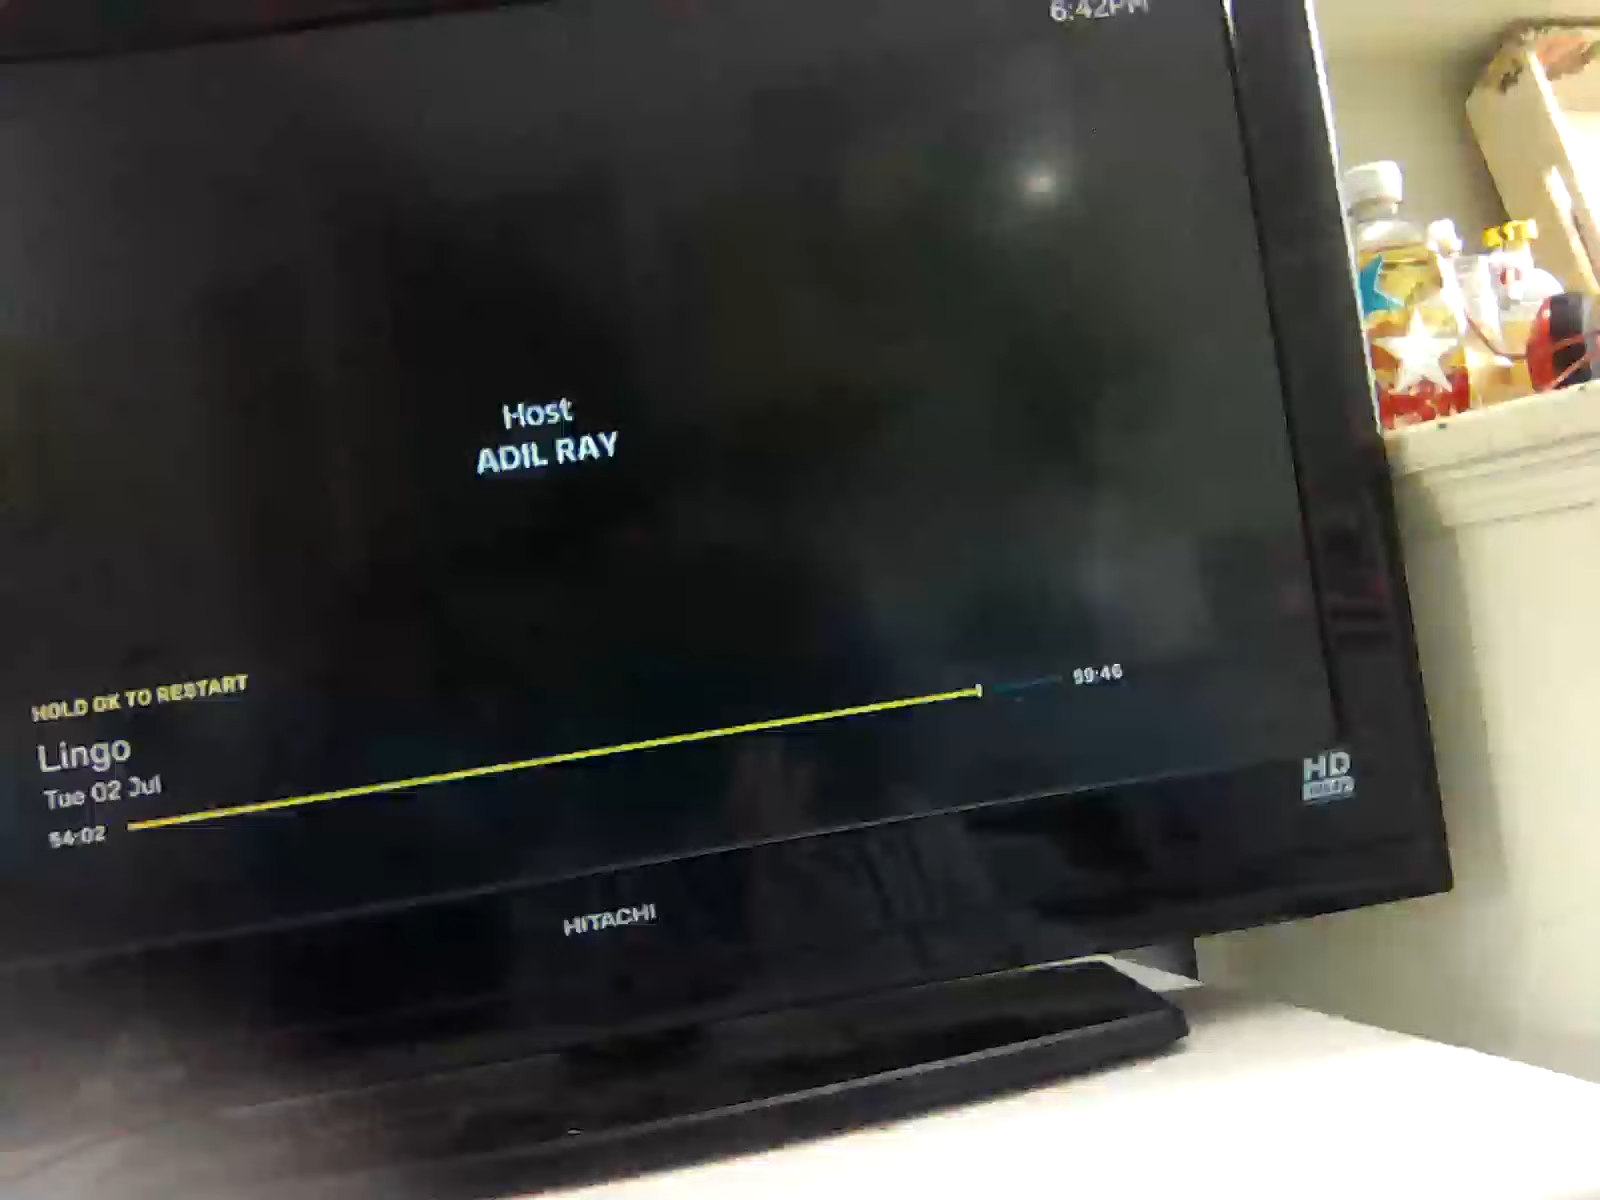 6:42PM
Host
ADIL RAY
HOLD OK TO RESTART
Lingo
Tue 02 Jul
54:02
59:46
HITACHI
HD